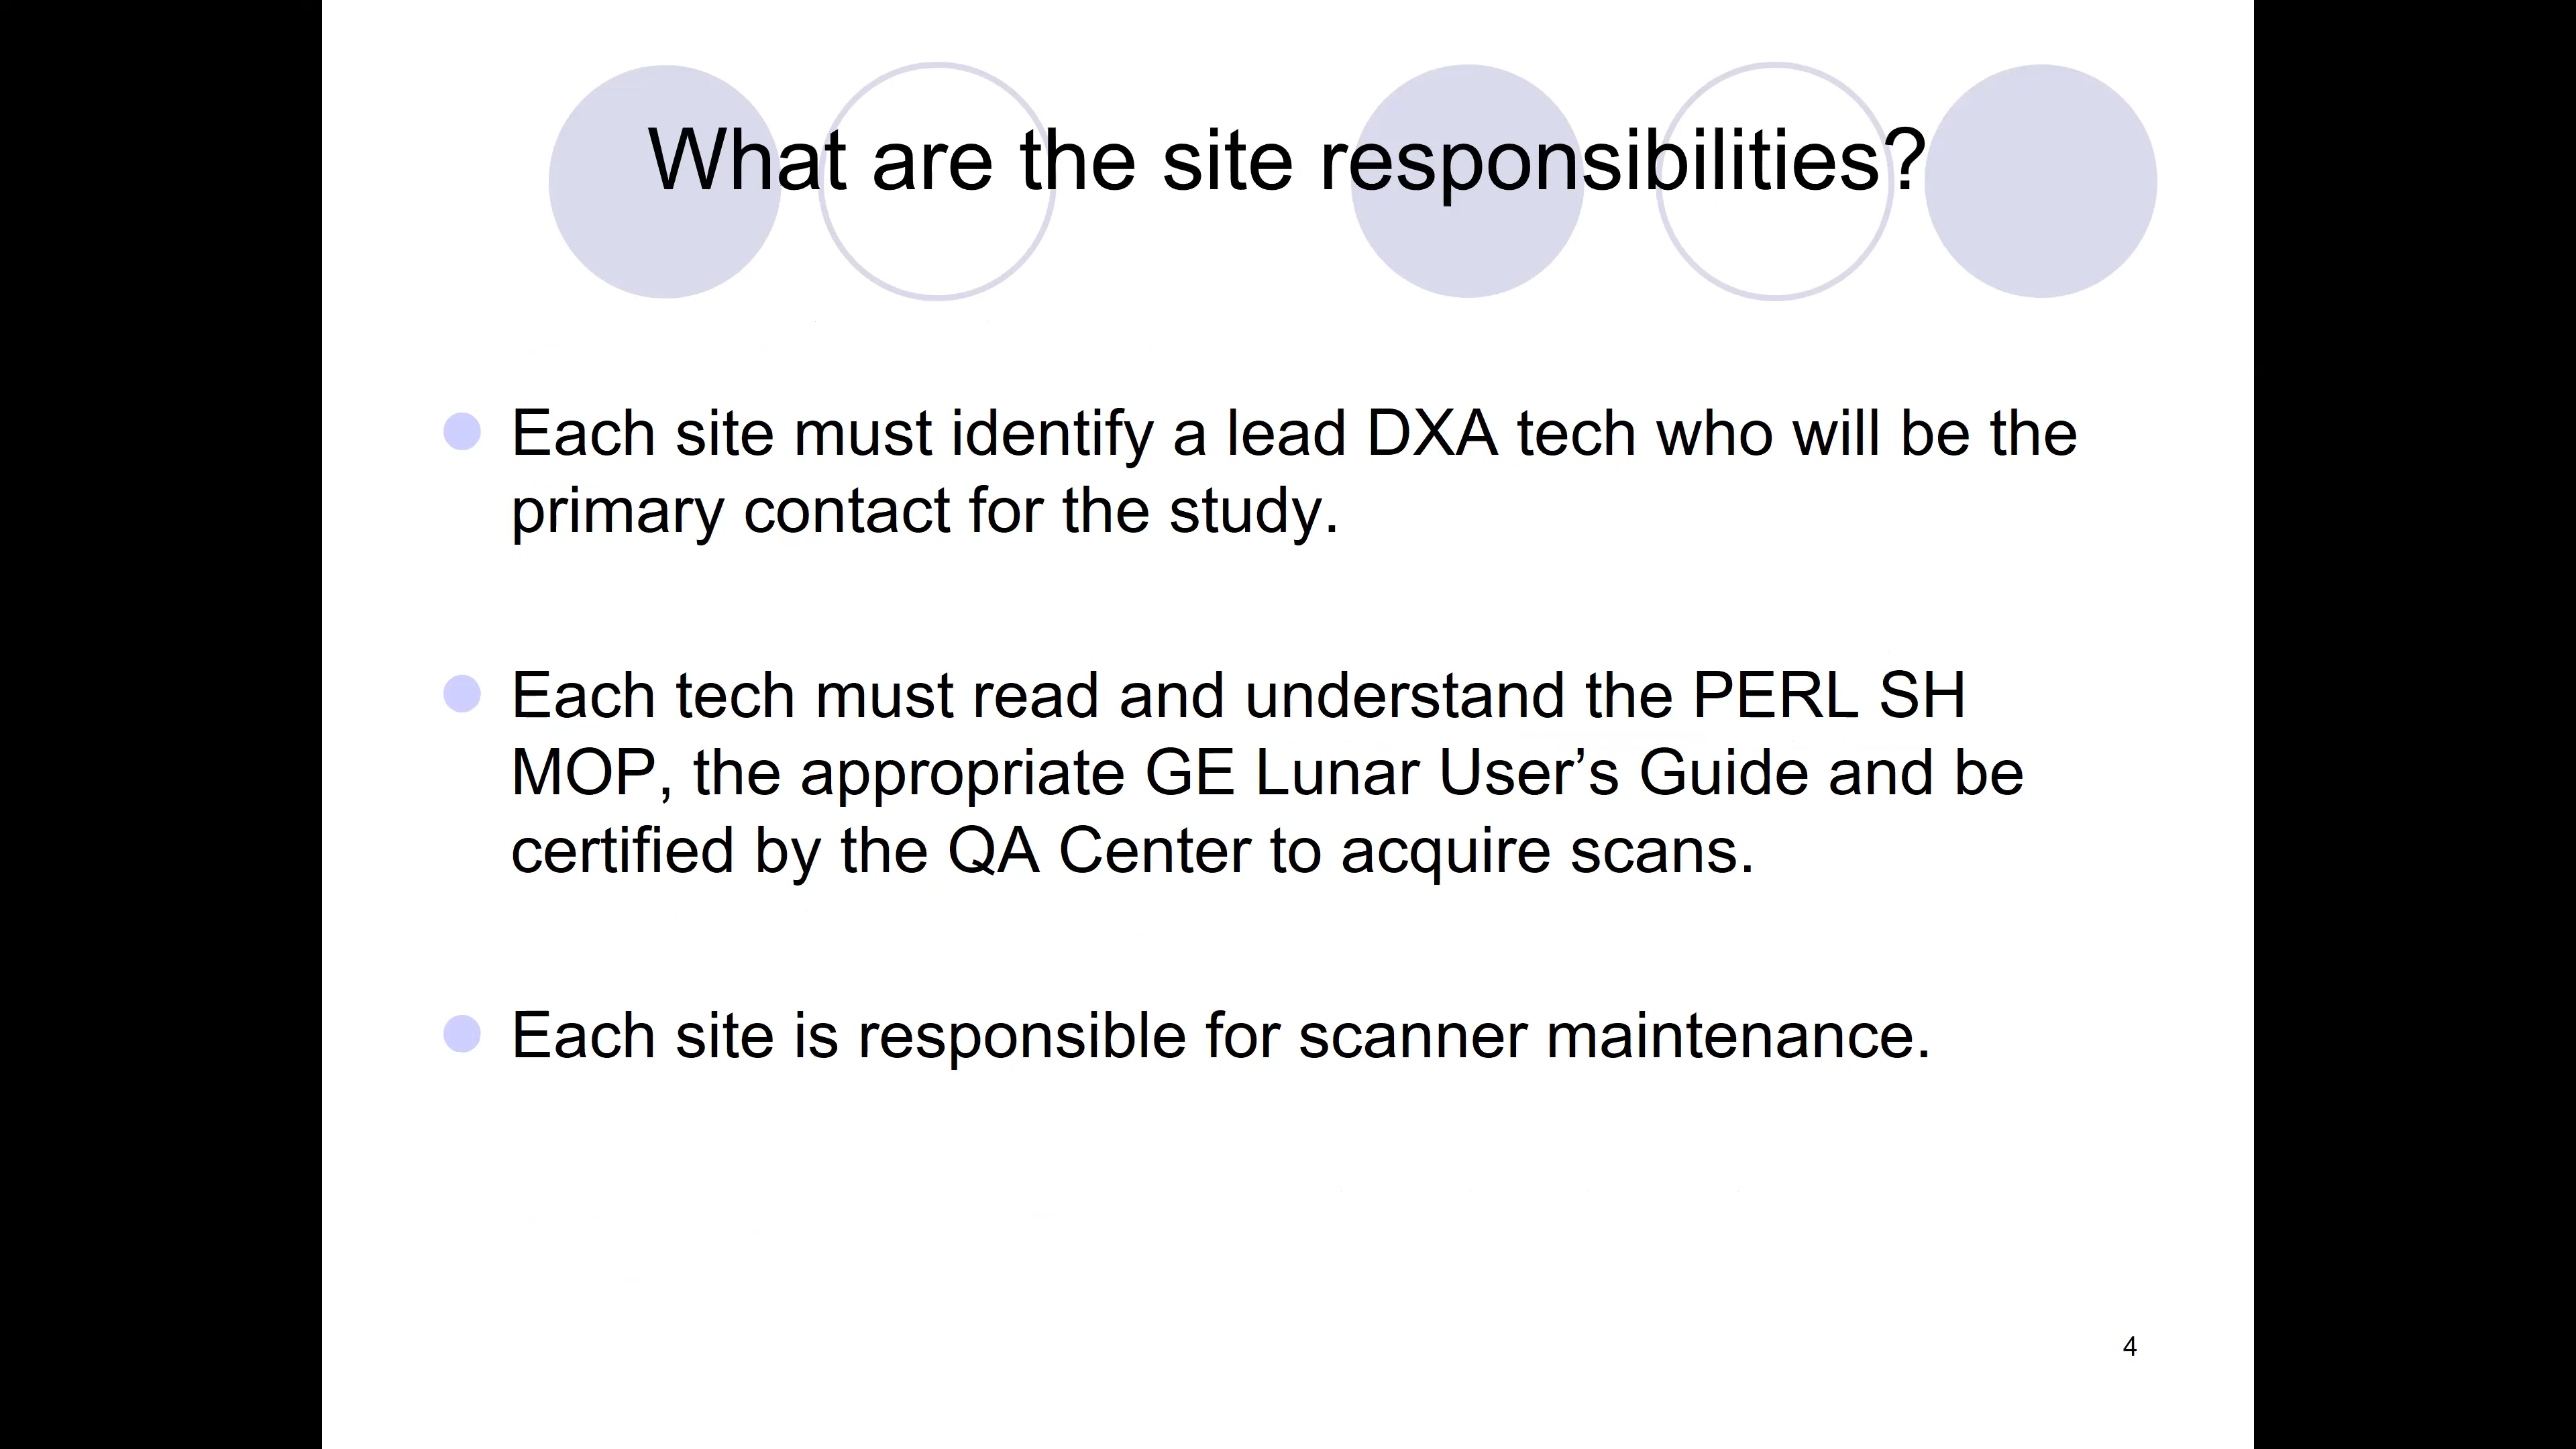 What are the site responsibilities?
Each site must identify a lead DXA tech who will be the
primary contact for the study.
Each tech must read and understand the PERL SH
MOP, the appropriate GE Lunar User’s Guide and be
certified by the QA Center to acquire scans.
Each site is responsible for scanner maintenance.
4